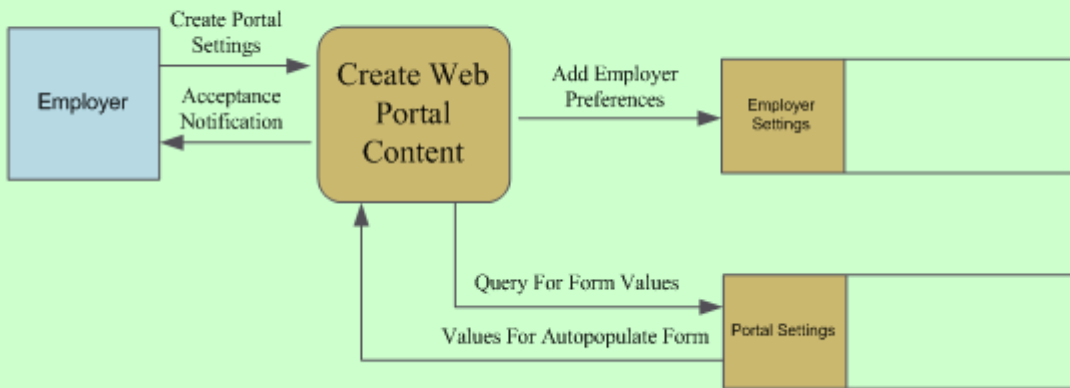 Create Portal
Settings
Employer
Acceptance
Notification
Create Web
Portal
Content
Add Employer
Preferences
Employer
Settings
Query For Form Values
Values For Autopopulate Form
Portal Settings